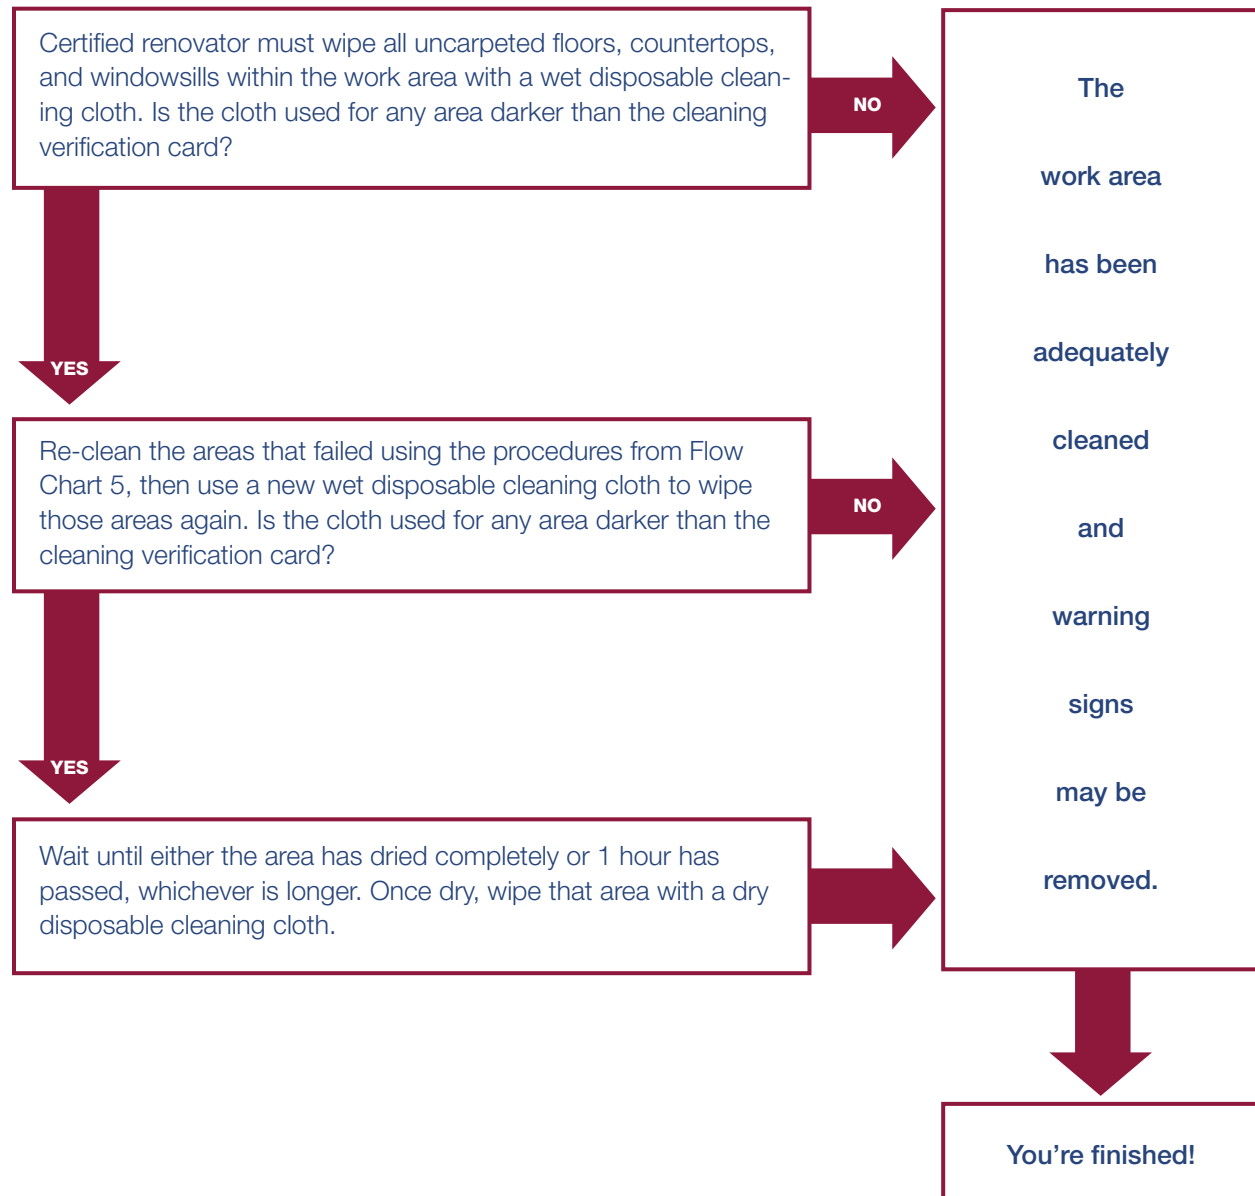 Certified renovator must wipe all uncarpeted floors, countertops,
and windowsills within the work area with a wet disposable clean-
ing cloth. Is the cloth used for any area darker than the cleaning
verification card?
NO
YES
Re-clean the areas that failed using the procedures from Flow
Chart 5, then use a new wet disposable cleaning cloth to wipe
those areas again. Is the cloth used for any area darker than the
cleaning verification card?
NO
YES
Wait until either the area has dried completely or 1 hour has
passed, whichever is longer. Once dry, wipe that area with a dry
disposable cleaning cloth.
The
work area
has been
adequately
cleaned
and
warning
signs
may be
removed.
You're finished!